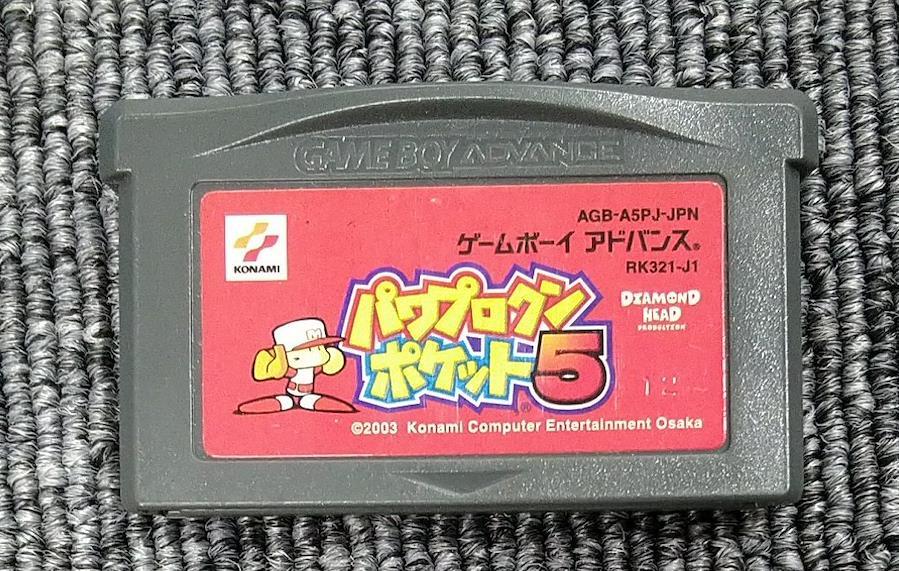 GAME BOY ADVANCE
AGB-A5PJ-JPN
ゲームボーイ アドバンス®
RK321-J1
KONAMI
パワプロクン
ポケット5®
DIAMOND
HEAD
PRODUCTION
M
12
©2003 Konami Computer Entertainment Osaka